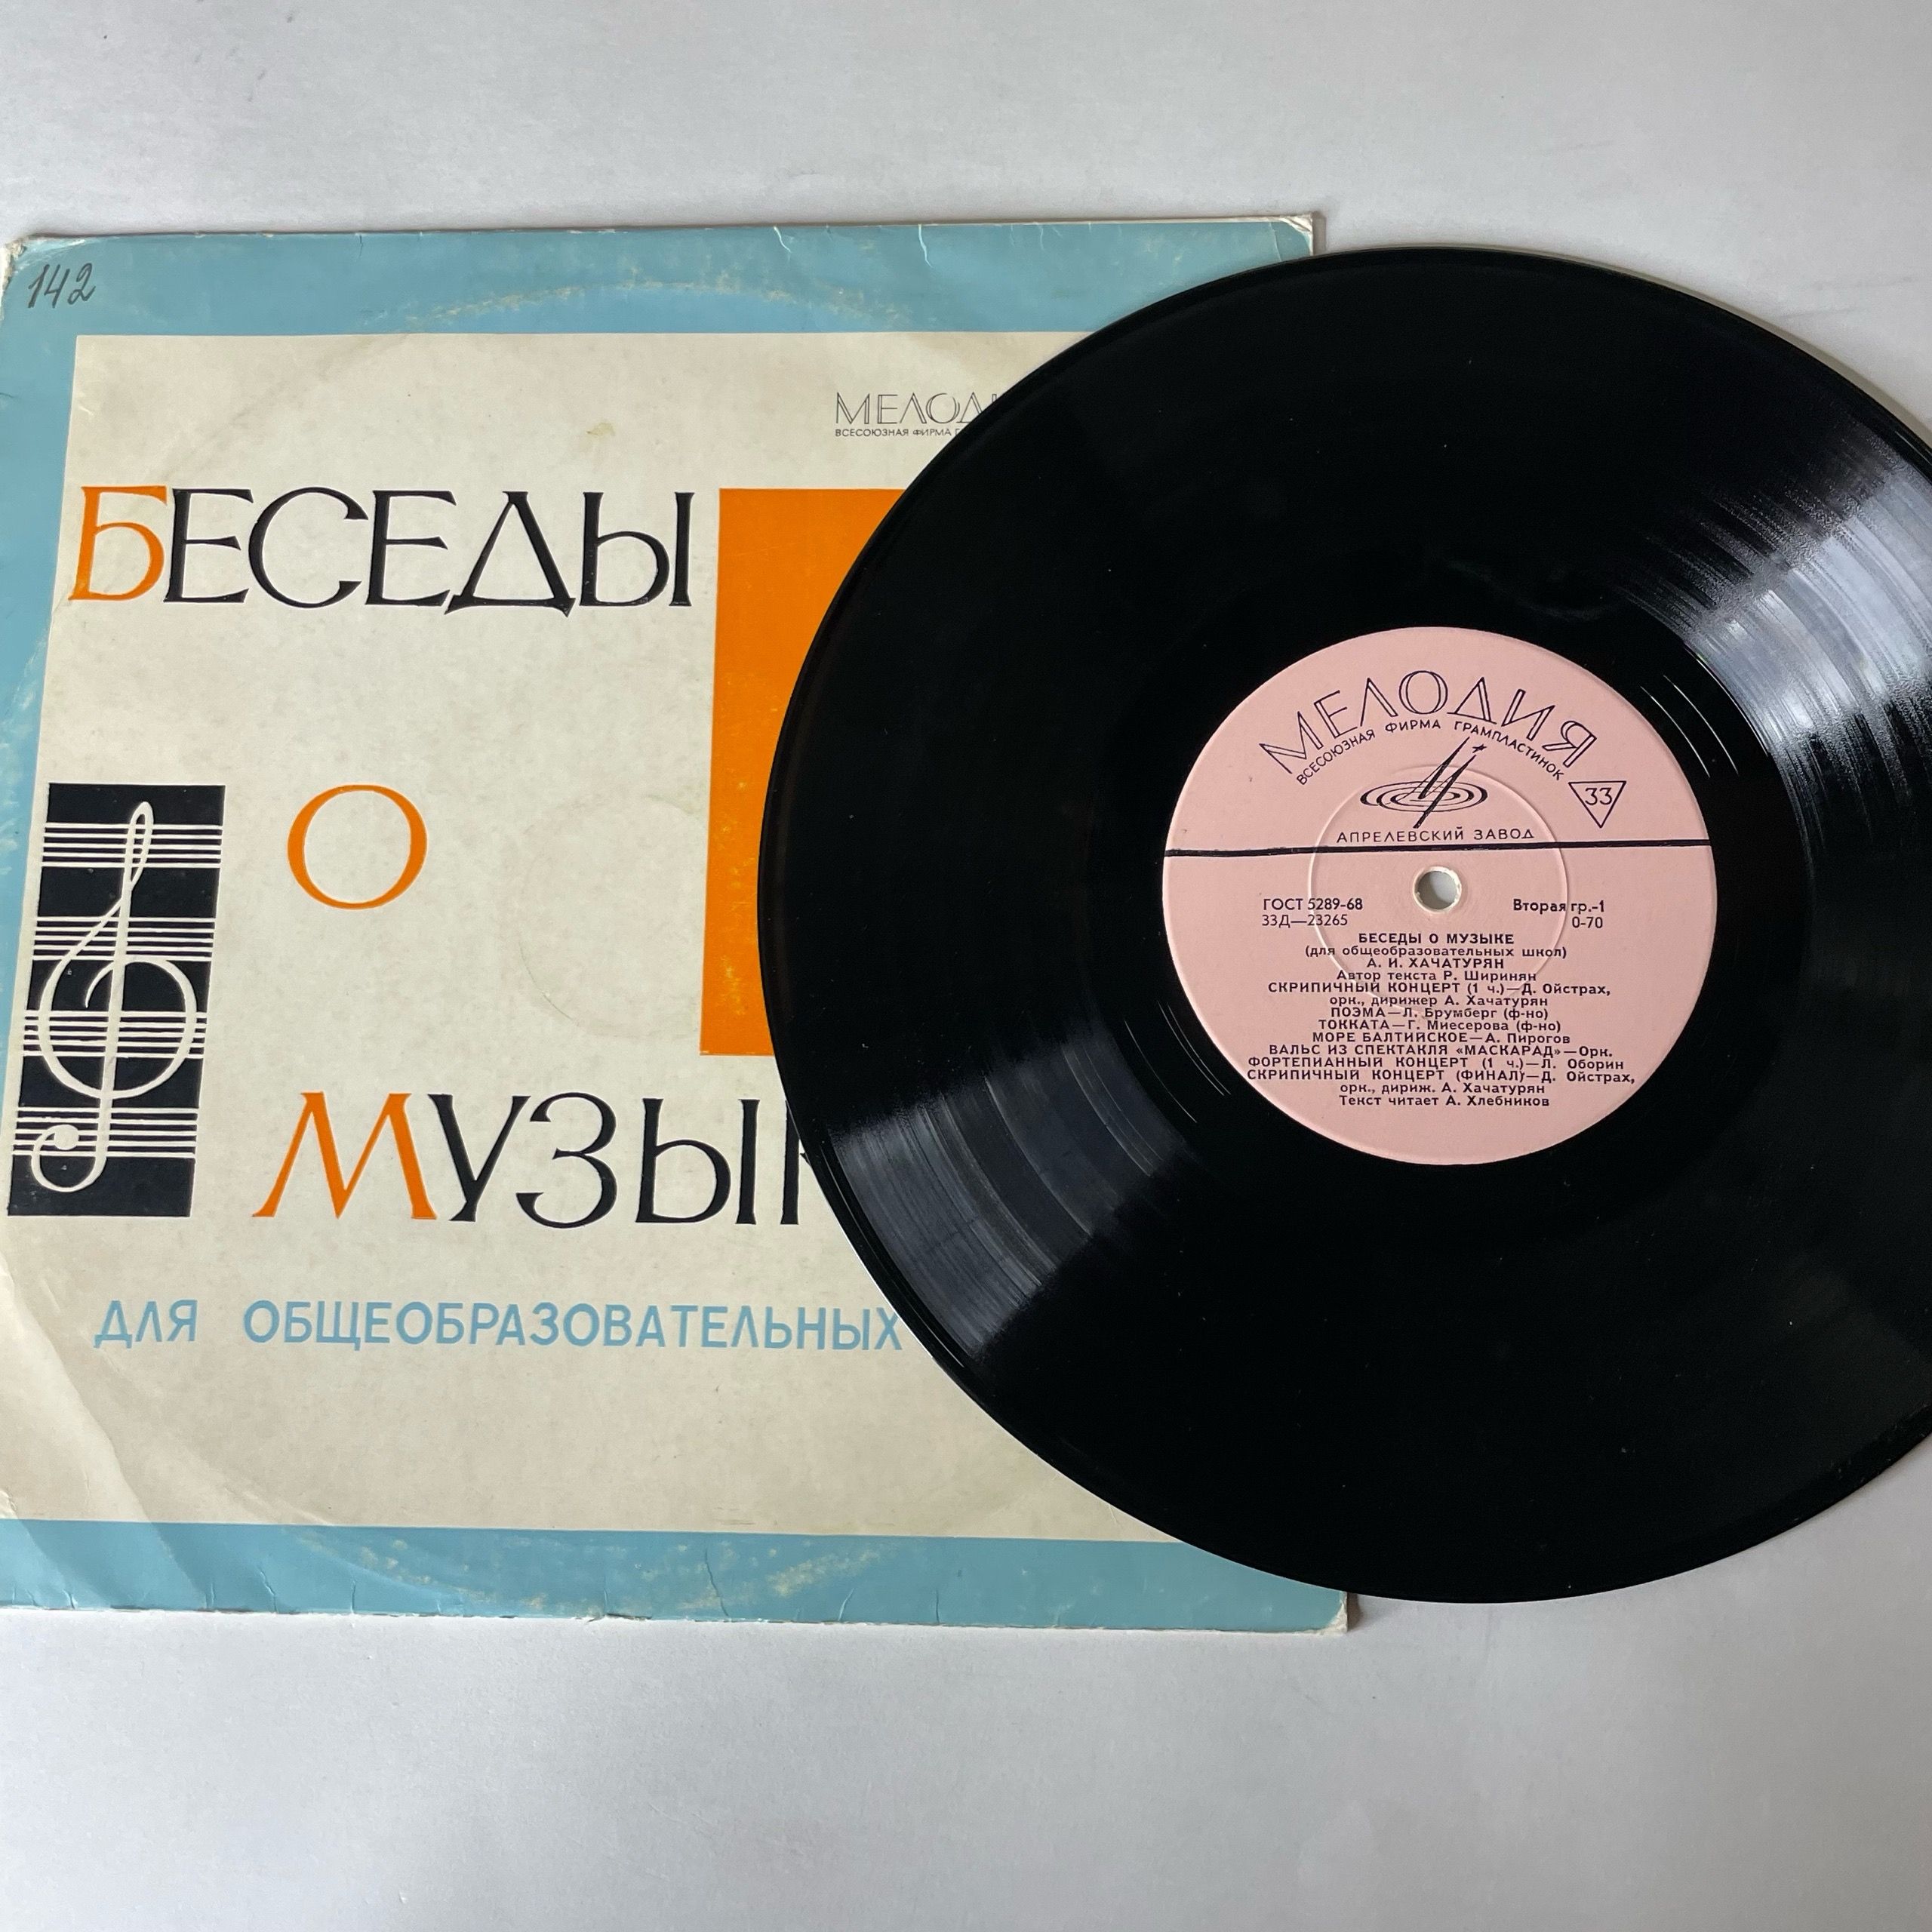 142
МЕЛОД
ВСЕСОЮЗНАЯ ФИРМА Г
БЕСЕДЫ
О
МУЗЫК
ДЛЯ ОБЩЕОБРАЗОВАТЕЛЬНЫХ
МЕЛОДИЯ
ВСЕСОЮЗНАЯ ФИРМА ГРАМПЛАСТИНОК
33
АПРЕЛЕВСКИЙ ЗАВОД
ГОСТ 5289-68 Вторая гр.-1
33Д—23265 0-70
БЕСЕДЫ О МУЗЫКЕ
(для общеобразовательных школ)
А. И. ХАЧАТУРЯН
Автор текста Р. Ширинян
СКРИПИЧНЫЙ КОНЦЕРТ (1 ч.)—Д. Ойстрах,
орк., дирижер А. Хачатурян
ПОЭМА—Л. Брумберг (ф-но)
ТОККАТА—Г. Миесерова (ф-но)
МОРЕ БАЛТИЙСКОЕ—А. Пирогов
ВАЛЬС ИЗ СПЕКТАКЛЯ «МАСКАРАД»—Орк.
ФОРТЕПИАННЫЙ КОНЦЕРТ (1 ч.)—Л. Оборин
СКРИПИЧНЫЙ КОНЦЕРТ (ФИНАЛ)—Д. Ойстрах,
орк., дириж. А. Хачатурян
Текст читает А. Хлебников